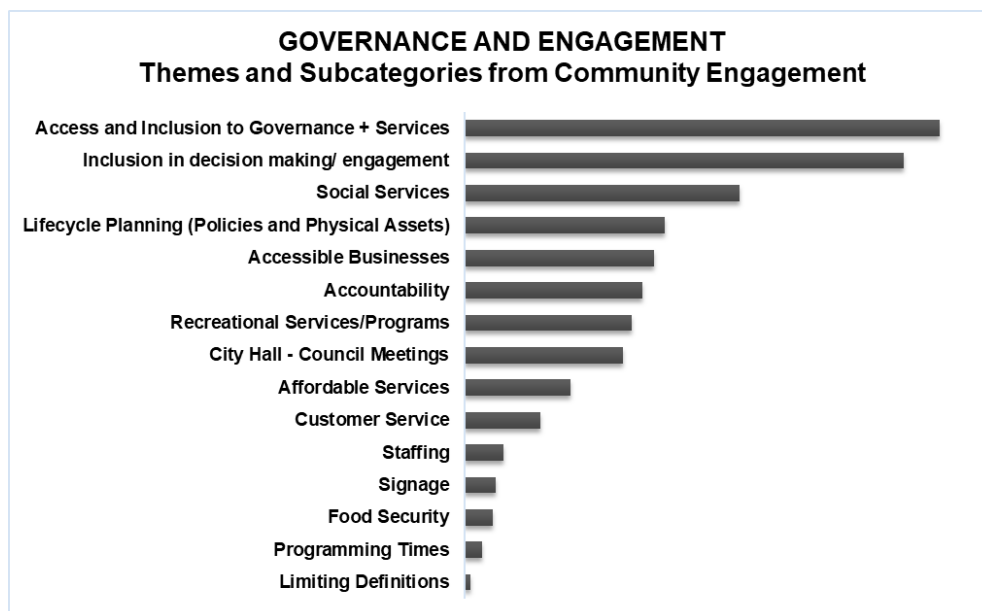 GOVERNANCE AND ENGAGEMENT
Themes and Subcategories from Community Engagement
Access and Inclusion to Governance + Services
Inclusion in decision making/ engagement
Social Services
Lifecycle Planning (Policies and Physical Assets)
Accessible Businesses
Accountability
Recreational Services/Programs
City Hall - Council Meetings
Affordable Services
Customer Service
Staffing
Signage
Food Security
Programming Times
Limiting Definitions